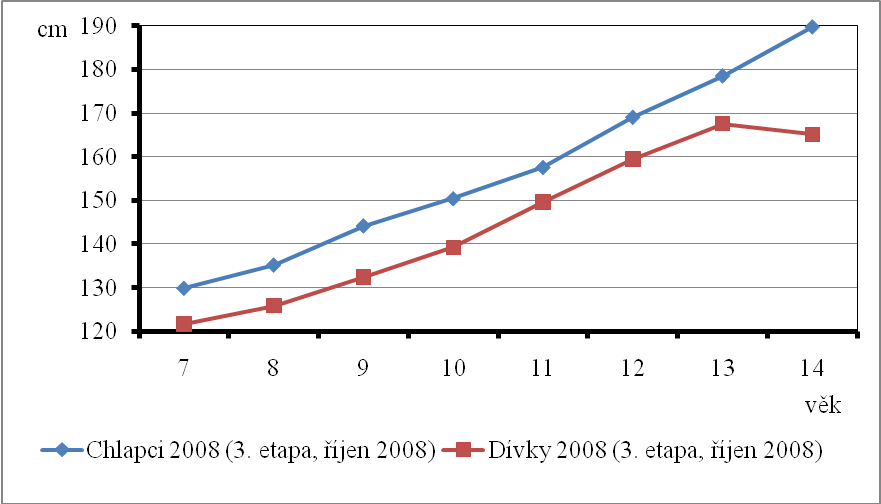 cm
190
180
170
160
150
140
130
120
7 8 9 10 11 12 13 14
věk
Chlapci 2008 (3. etapa, říjen 2008) Dívky 2008 (3. etapa, říjen 2008)